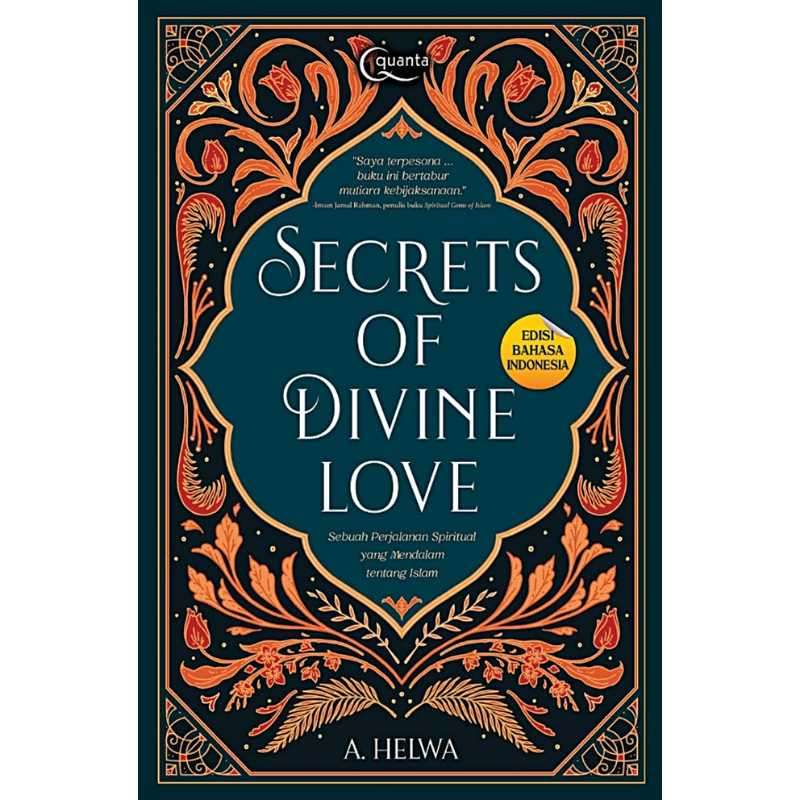 quanta
"Saya terpesona ...
buku ini bertabur
mutiara kebijaksanaan."
-Imam Jamal Rahman, penulis buku Spiritual Gems of Islam
SECRETS
OF
DIVINE
LOVE
EDISI
BAHASA
INDONESIA
Sebuah Perjalanan Spiritual
yang Mendalam
tentang Islam
A. HELWA